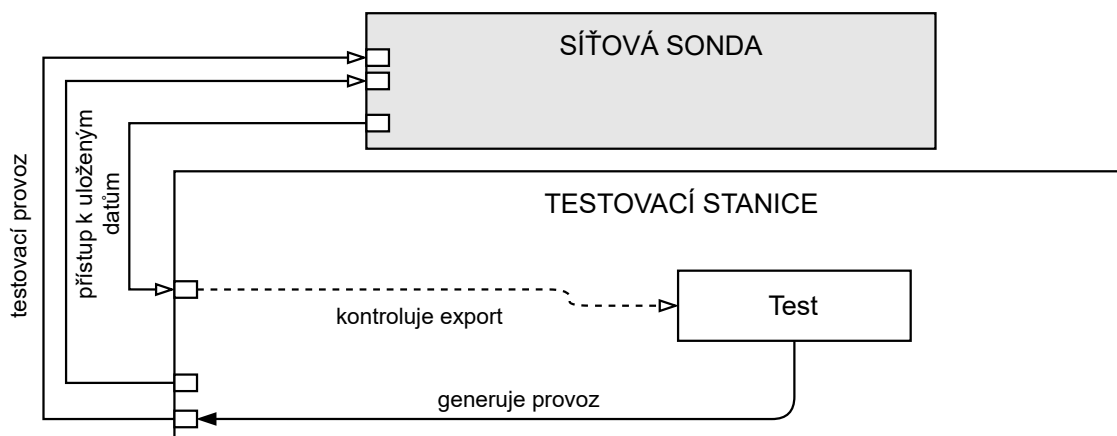 SÍŤOVÁ SONDA
testovací provoz
přístup k uloženým
datům
TESTOVACÍ STANICE
Test
kontroluje export
generuje provoz